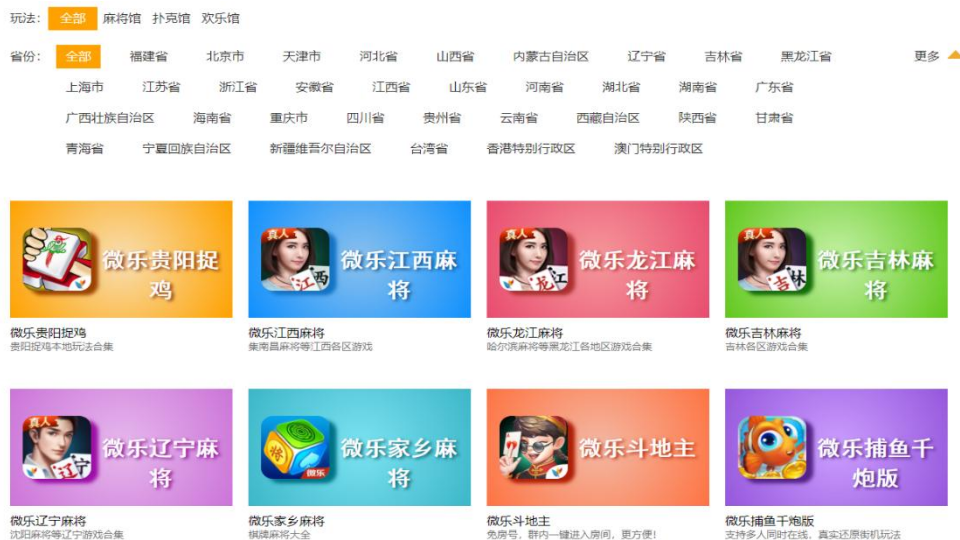 玩法： 全部 麻将馆 扑克馆 欢乐馆
省份： 全部 福建省 北京市 天津市 河北省 山西省 内蒙古自治区 辽宁省 吉林省 黑龙江省 更多
上海市 江苏省 浙江省 安徽省 江西省 山东省 河南省 湖北省 湖南省 广东省
广西壮族自治区 海南省 重庆市 四川省 贵州省 云南省 西藏自治区 陕西省 甘肃省
青海省 宁夏回族自治区 新疆维吾尔自治区 台湾省 香港特别行政区 澳门特别行政区
微乐贵阳捉
鸡
微乐贵阳捉鸡
贵阳捉鸡本地玩法合集
真人
江西
微乐江西麻
将
微乐江西麻将
集南昌麻将等江西各区游戏
真人
龙江
微乐龙江麻
将
微乐龙江麻将
哈尔滨麻将等黑龙江各地区游戏合集
真人
吉林
微乐吉林麻
将
微乐吉林麻将
吉林各区游戏合集
真人
辽宁
微乐辽宁麻
将
微乐辽宁麻将
沈阳麻将等辽宁游戏合集
将
微乐
微乐家乡麻
将
微乐家乡麻将
棋牌麻将大全
微乐斗地主
微乐斗地主
免房号，群内一键进入房间，更方便！
微乐捕鱼千
炮版
微乐捕鱼千炮版
支持多人同时在线，真实还原街机玩法